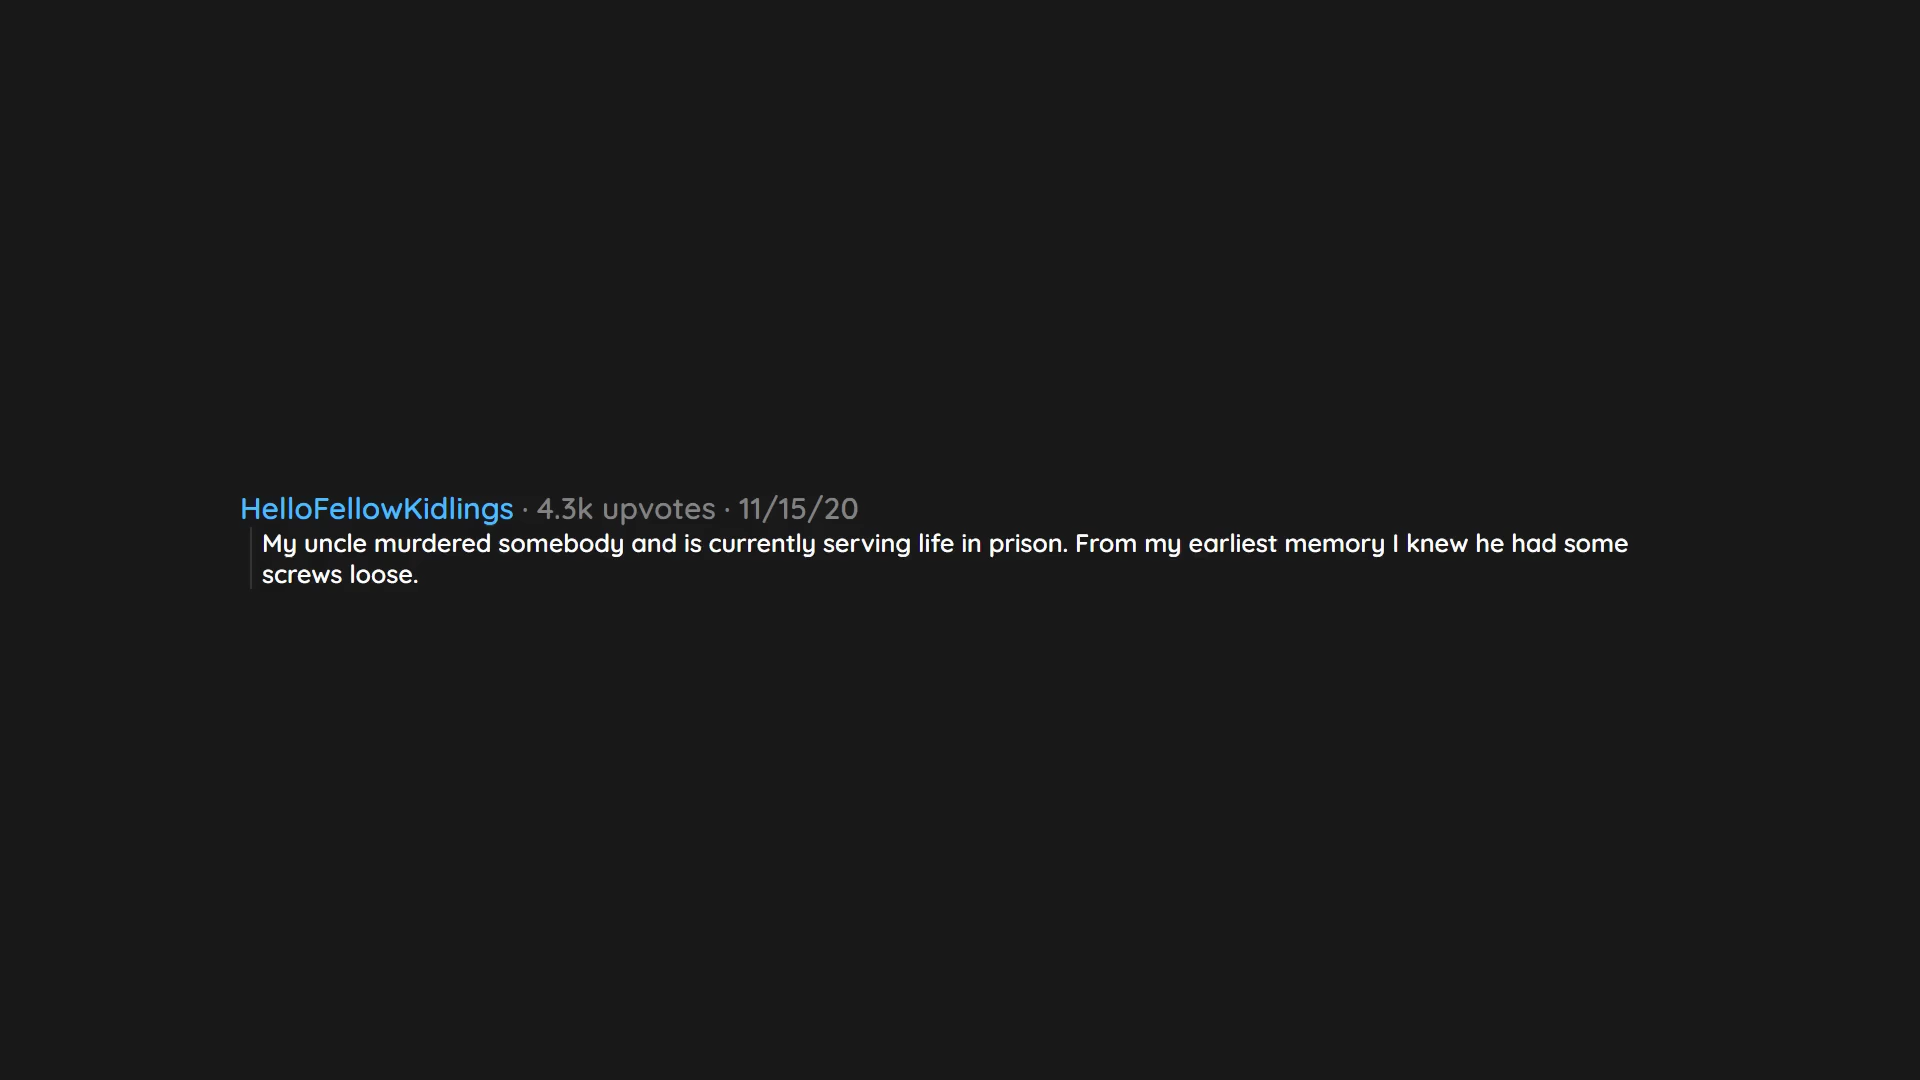 HelloFellowKidlings · 4.3k upvotes · 11/15/20
My uncle murdered somebody and is currently serving life in prison. From my earliest memory I knew he had some
screws loose.